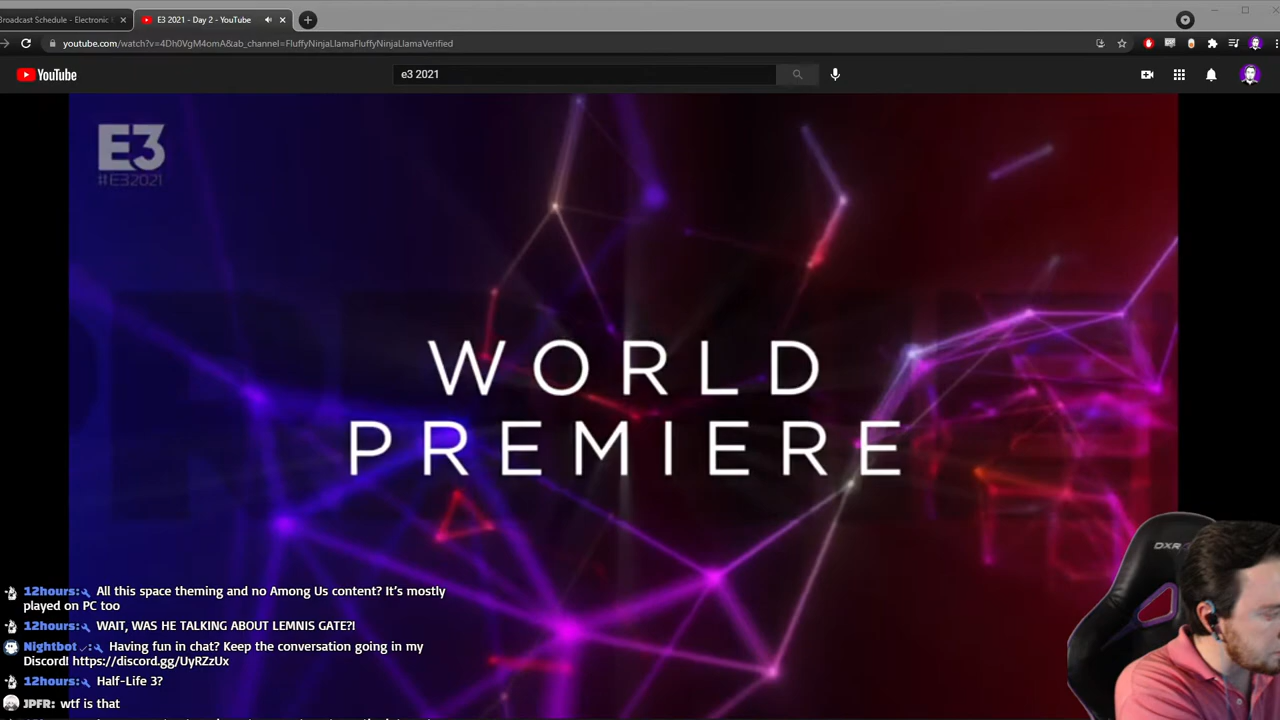 Broadcast Schedule - Electronic
E3 2021 - Day 2 - YouTube
youtube.com/watch?v=4Dh0VgM4omA&ab_channel=FluffyNinjaLlamaFluffyNinjaLlamaVerified
YouTube
e3 2021
E3
#E32021
WORLD
PREMIERE
DXR
12hours: All this space theming and no Among Us content? It's mostly
played on PC too
12hours: WAIT, WAS HE TALKING ABOUT LEMNIS GATE?!
Nightbot: Having fun in chat? Keep the conversation going in my
Discord! https://discord.gg/UyRZzUx
12hours: Half-Life 3?
JPFR: wtf is that